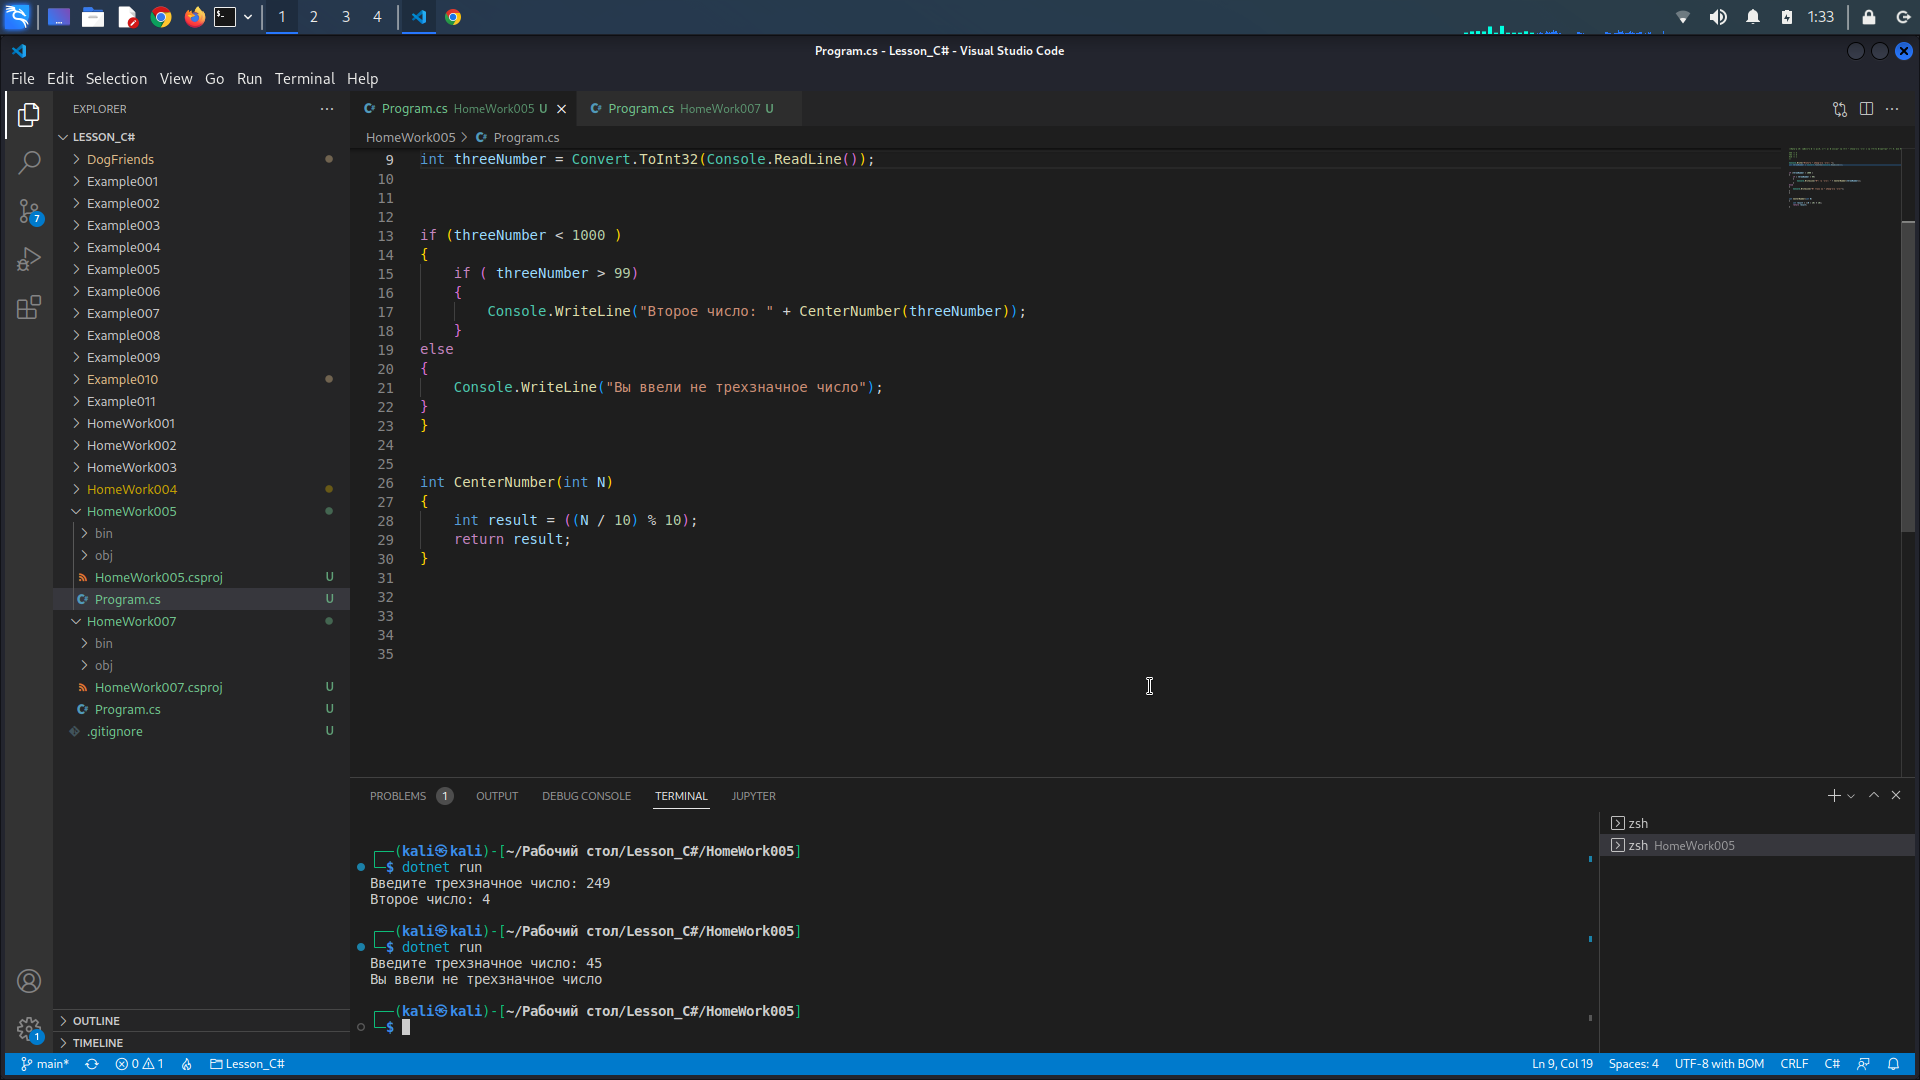 1
2
3
4
1:33
Program.cs - Lesson_C# - Visual Studio Code
File Edit Selection View Go Run Terminal Help
EXPLORER
LESSON_C#
DogFriends
Example001
Example002
Example003
Example004
Example005
Example006
Example007
Example008
Example009
Example010
Example011
HomeWork001
HomeWork002
HomeWork003
HomeWork004
HomeWork005
bin
obj
HomeWork005.csproj U
Program.cs U
HomeWork007
bin
obj
HomeWork007.csproj U
Program.cs U
.gitignore U
OUTLINE
TIMELINE
7
1
Program.cs HomeWork005 U
Program.cs HomeWork007 U
HomeWork005 > Program.cs
9 int threeNumber = Convert.ToInt32(Console.ReadLine());
10
11
12
13 if (threeNumber < 1000 )
14 {
15 if ( threeNumber > 99)
16 {
17 Console.WriteLine("Второе число: " + CenterNumber(threeNumber));
18 }
19 else
20 {
21 Console.WriteLine("Вы ввели не трехзначное число");
22 }
23 }
24
25
26 int CenterNumber(int N)
27 {
28 int result = ((N / 10) % 10);
29 return result;
30 }
31
32
33
34
35
PROBLEMS 1 OUTPUT DEBUG CONSOLE TERMINAL JUPYTER
(kali㉿kali)-[~/Рабочий стол/Lesson_C#/HomeWork005]
$ dotnet run
Введите трехзначное число: 249
Второе число: 4
(kali㉿kali)-[~/Рабочий стол/Lesson_C#/HomeWork005]
$ dotnet run
Введите трехзначное число: 45
Вы ввели не трехзначное число
(kali㉿kali)-[~/Рабочий стол/Lesson_C#/HomeWork005]
$
zsh
zsh HomeWork005
main* 0 1 Lesson_C#
Ln 9, Col 19 Spaces: 4 UTF-8 with BOM CRLF C#